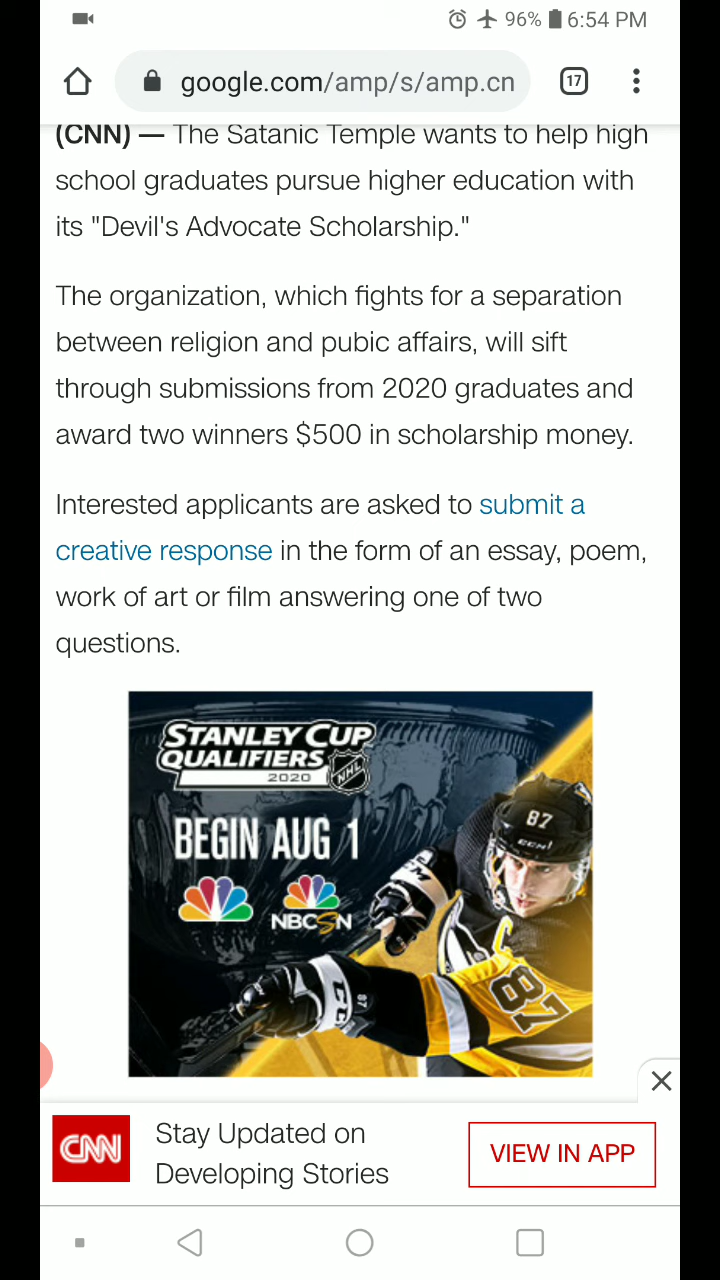 96% 6:54 PM
google.com/amp/s/amp.cn
17
(CNN) — The Satanic Temple wants to help high
school graduates pursue higher education with
its "Devil's Advocate Scholarship."
The organization, which fights for a separation
between religion and pubic affairs, will sift
through submissions from 2020 graduates and
award two winners $500 in scholarship money.
Interested applicants are asked to submit a
creative response in the form of an essay, poem,
work of art or film answering one of two
questions.
STANLEY CUP
QUALIFIERS
2020
NHL
BEGIN AUG 1
NBCSN
87
CCM
C
87
87
CNN
Stay Updated on
Developing Stories
VIEW IN APP